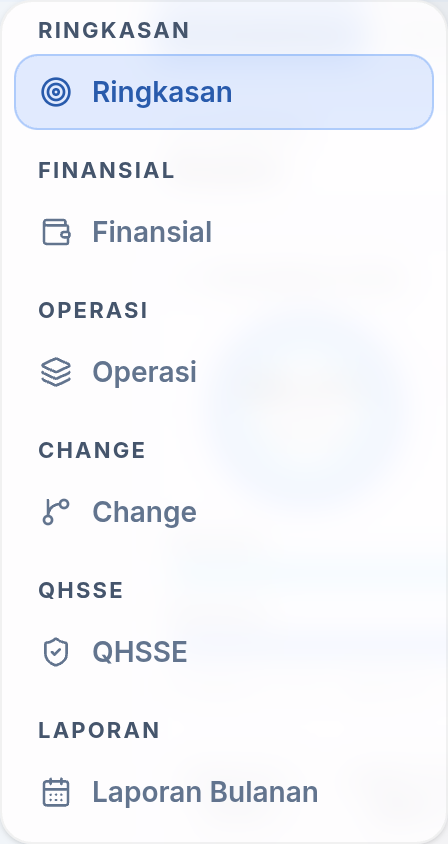 RINGKASAN
Ringkasan
FINANSIAL
Finansial
OPERASI
Operasi
CHANGE
Change
QHSSE
QHSSE
LAPORAN
Laporan Bulanan